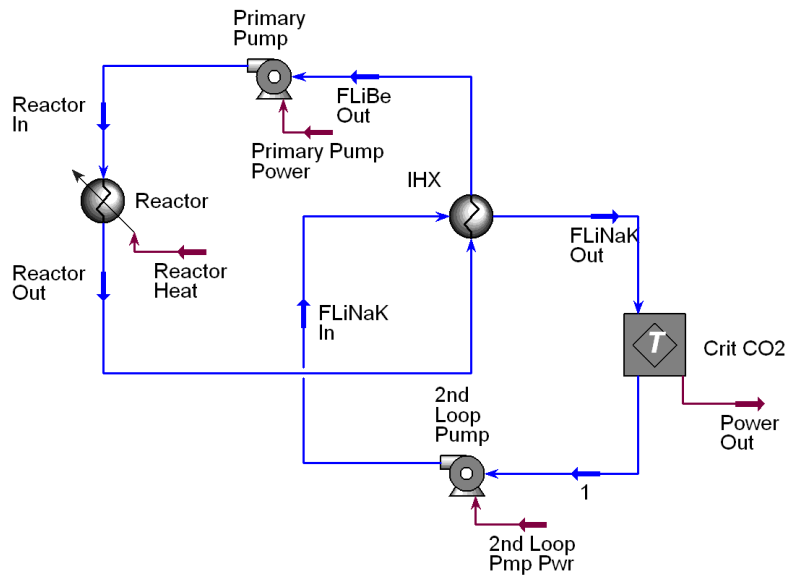 Primary
Pump
Reactor
In
FLiBe
Out
Primary Pump
Power
IHX
Reactor
FLiNaK
Out
Reactor
Out
Reactor
Heat
FLiNaK
In
T
Crit CO2
2nd
Loop
Pump
Power
Out
1
2nd Loop
Pmp Pwr